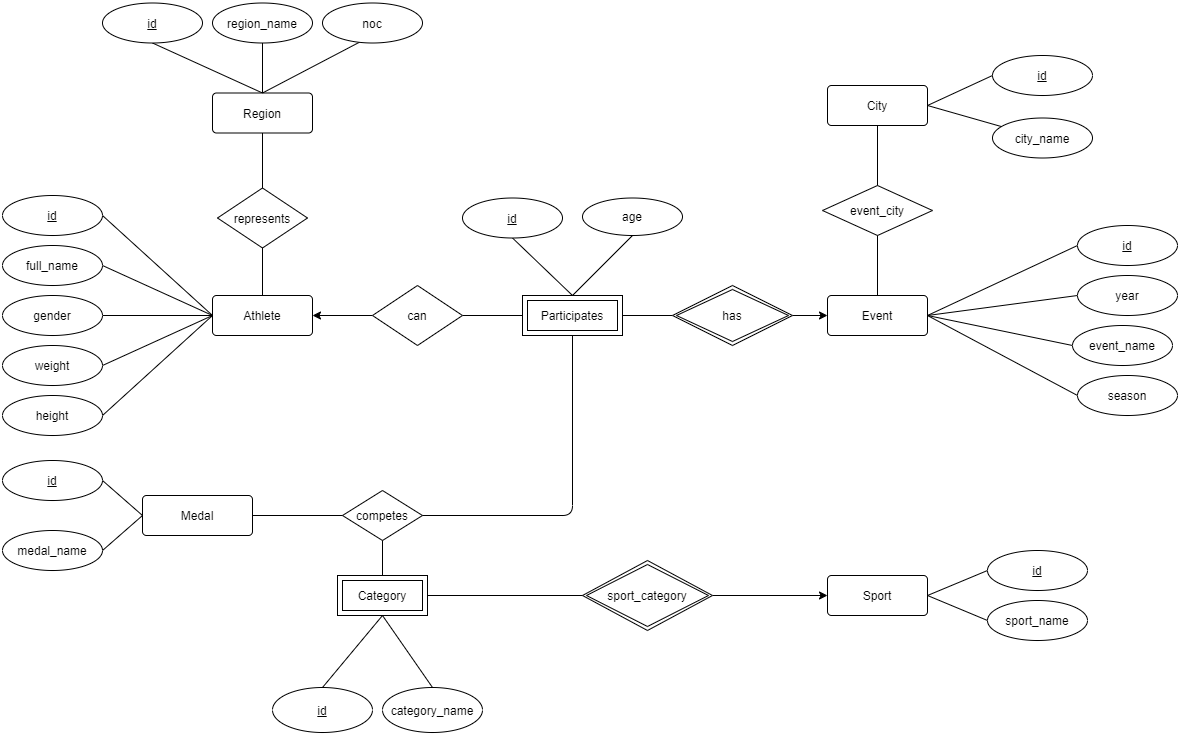 id
region_name
noc
Region
City
id
city_name
represents
event_city
id
age
id
full_name
gender
weight
height
Athlete
can
Participates
has
Event
id
year
event_name
season
id
medal_name
Medal
competes
Category
sport_category
Sport
id
sport_name
id
category_name